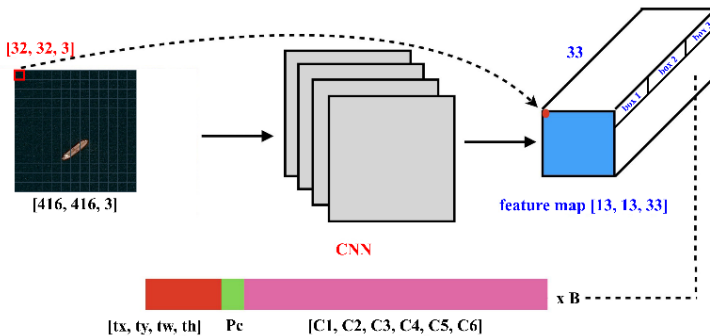 [32, 32, 3]
33
box 1
box 2
box 3
[416, 416, 3]
feature map [13, 13, 33]
CNN
x B
[tx, ty, tw, th]
Pc
[C1, C2, C3, C4, C5, C6]